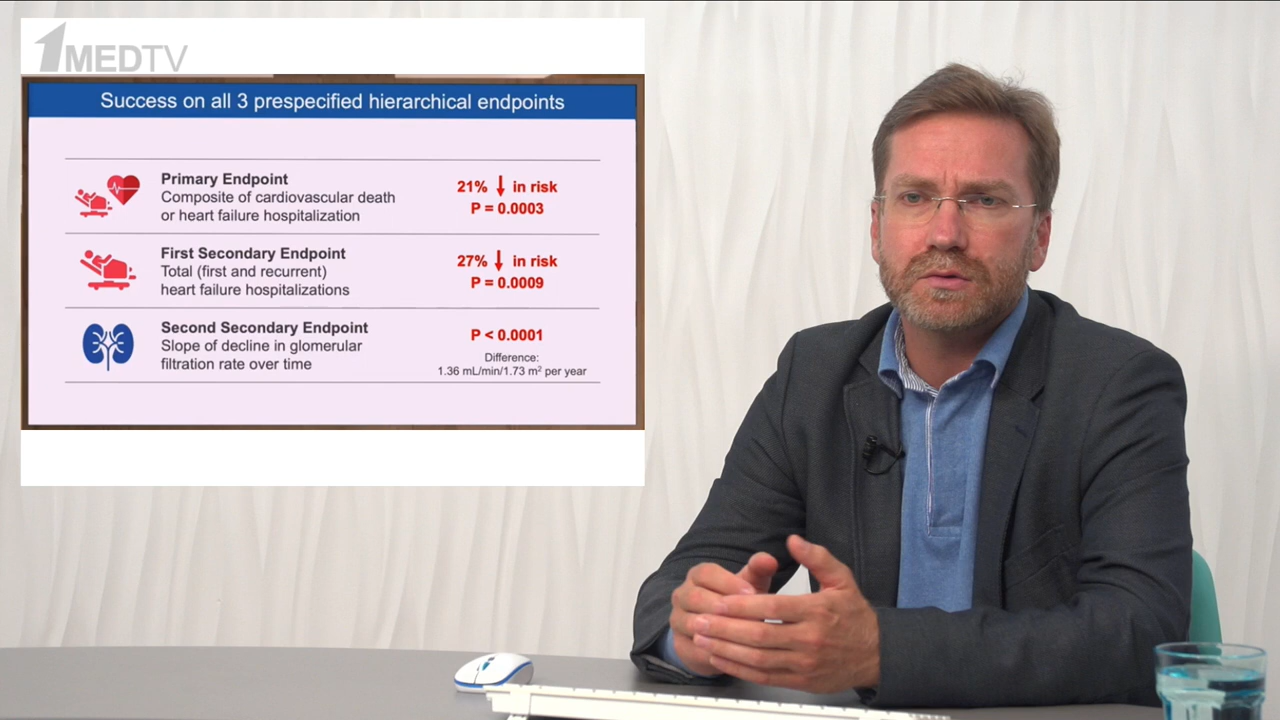 1MEDTV
Success on all 3 prespecified hierarchical endpoints
Primary Endpoint
Composite of cardiovascular death
or heart failure hospitalization
21% ↓ in risk
P = 0.0003
First Secondary Endpoint
Total (first and recurrent)
heart failure hospitalizations
27% ↓ in risk
P = 0.0009
Second Secondary Endpoint
Slope of decline in glomerular
filtration rate over time
P < 0.0001
Difference:
1.36 mL/min/1.73 m² per year